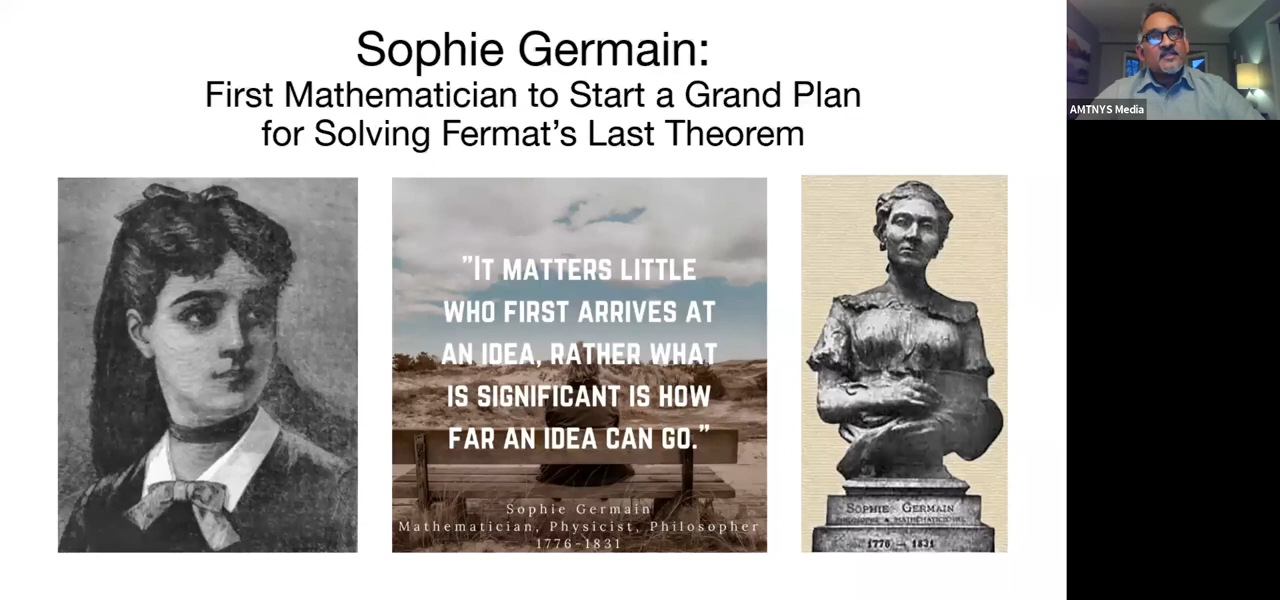 Sophie Germain:
First Mathematician to Start a Grand Plan
for Solving Fermat's Last Theorem
AMTNYS Media
"IT MATTERS LITTLE
WHO FIRST ARRIVES AT
AN IDEA, RATHER WHAT
IS SIGNIFICANT IS HOW
FAR AN IDEA CAN GO."
Sophie Germain
Mathematician, Physicist, Philosopher
1776-1831
SOPHIE GERMAIN
1776 - 1831